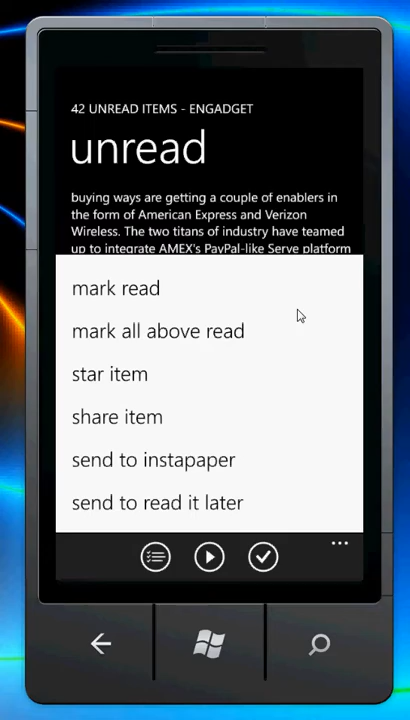 42 UNREAD ITEMS - ENGADGET
unread
buying ways are getting a couple of enablers in
the form of American Express and Verizon
Wireless. The two titans of industry have teamed
up to integrate AMEX's PayPal-like Serve platform
mark read
mark all above read
star item
share item
send to instapaper
send to read it later